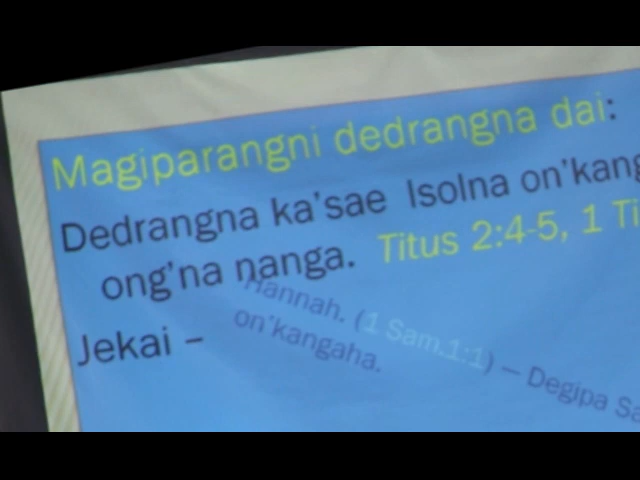 Magiparangni dedrangna dai:
Dedrangna ka'sae Isolna on'kang
ong'na nanga. Titus 2:4-5, 1 Ti
Jekai –
Hannah. (1 Sam.1:1) – Degipa Sa
on'kangaha.